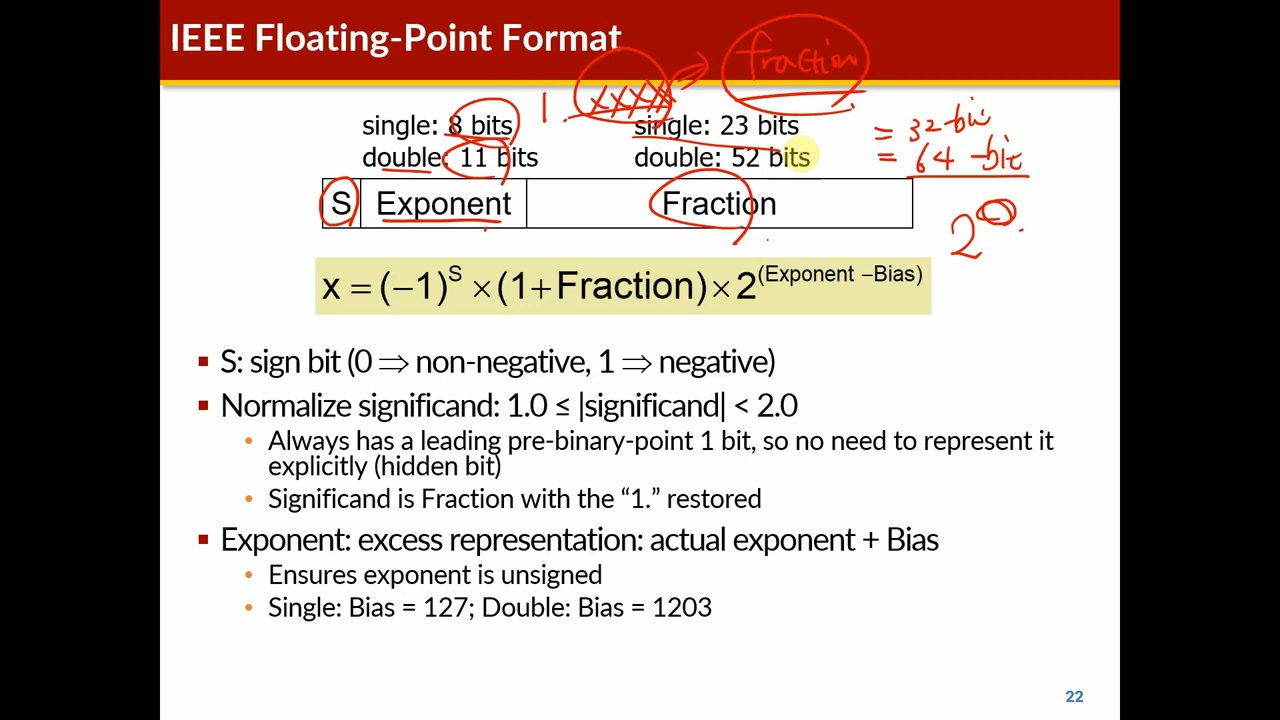 IEEE Floating-Point Format
fraction
1. XXXX
single: 8 bits single: 23 bits = 32 bit
double: 11 bits double: 52 bits = 64 bit
S Exponent Fraction
2
x = (−1)^S × (1+Fraction) × 2^(Exponent −Bias)
▪ S: sign bit (0 ⇒ non-negative, 1 ⇒ negative)
▪ Normalize significand: 1.0 ≤ |significand| < 2.0
• Always has a leading pre-binary-point 1 bit, so no need to represent it
explicitly (hidden bit)
• Significand is Fraction with the “1.” restored
▪ Exponent: excess representation: actual exponent + Bias
• Ensures exponent is unsigned
• Single: Bias = 127; Double: Bias = 1203
22